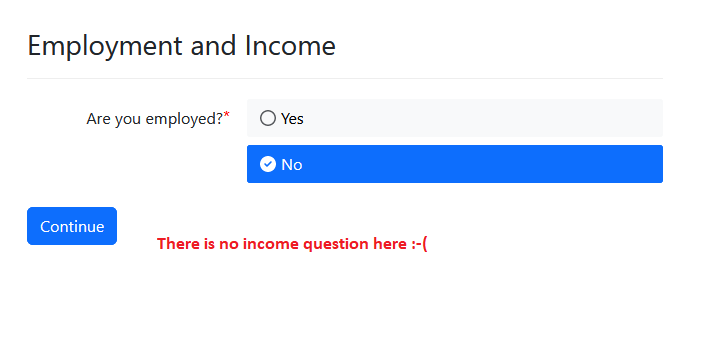 Employment and Income
Are you employed?*
Yes
No
Continue
There is no income question here :-(